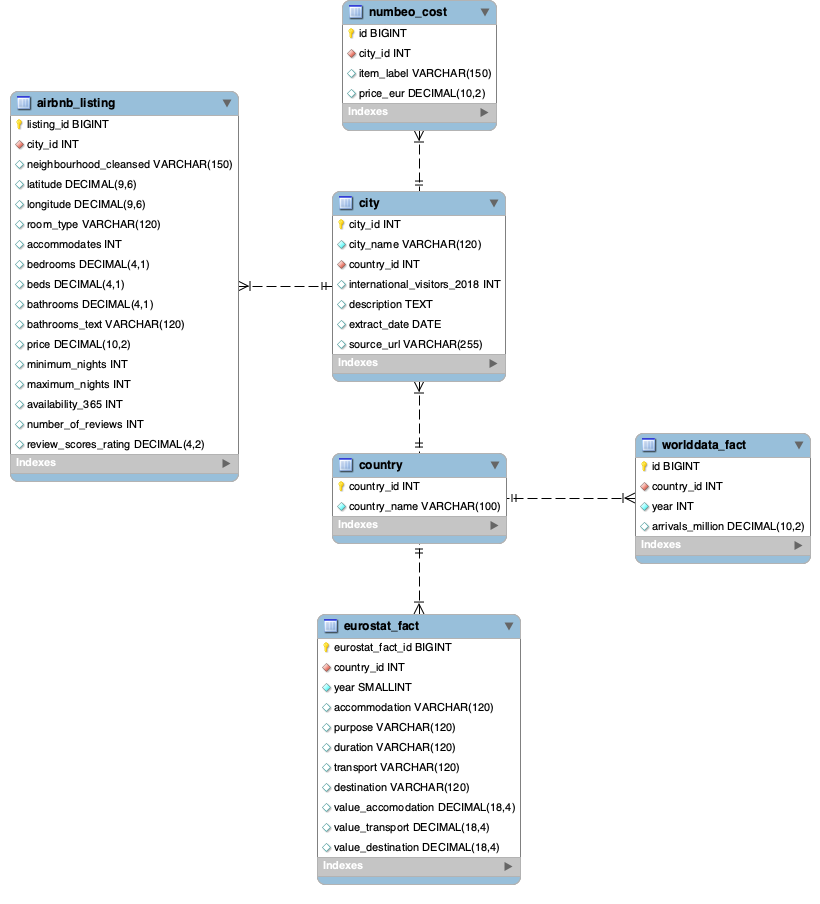 numbeo_cost
id BIGINT
city_id INT
item_label VARCHAR(150)
price_eur DECIMAL(10,2)
Indexes
airbnb_listing
listing_id BIGINT
city_id INT
neighbourhood_cleansed VARCHAR(150)
latitude DECIMAL(9,6)
longitude DECIMAL(9,6)
room_type VARCHAR(120)
accommodates INT
bedrooms DECIMAL(4,1)
beds DECIMAL(4,1)
bathrooms DECIMAL(4,1)
bathrooms_text VARCHAR(120)
price DECIMAL(10,2)
minimum_nights INT
maximum_nights INT
availability_365 INT
number_of_reviews INT
review_scores_rating DECIMAL(4,2)
Indexes
city
city_id INT
city_name VARCHAR(120)
country_id INT
international_visitors_2018 INT
description TEXT
extract_date DATE
source_url VARCHAR(255)
Indexes
country
country_id INT
country_name VARCHAR(100)
Indexes
worlddata_fact
id BIGINT
country_id INT
year INT
arrivals_million DECIMAL(10,2)
Indexes
eurostat_fact
eurostat_fact_id BIGINT
country_id INT
year SMALLINT
accommodation VARCHAR(120)
purpose VARCHAR(120)
duration VARCHAR(120)
transport VARCHAR(120)
destination VARCHAR(120)
value_accomodation DECIMAL(18,4)
value_transport DECIMAL(18,4)
value_destination DECIMAL(18,4)
Indexes